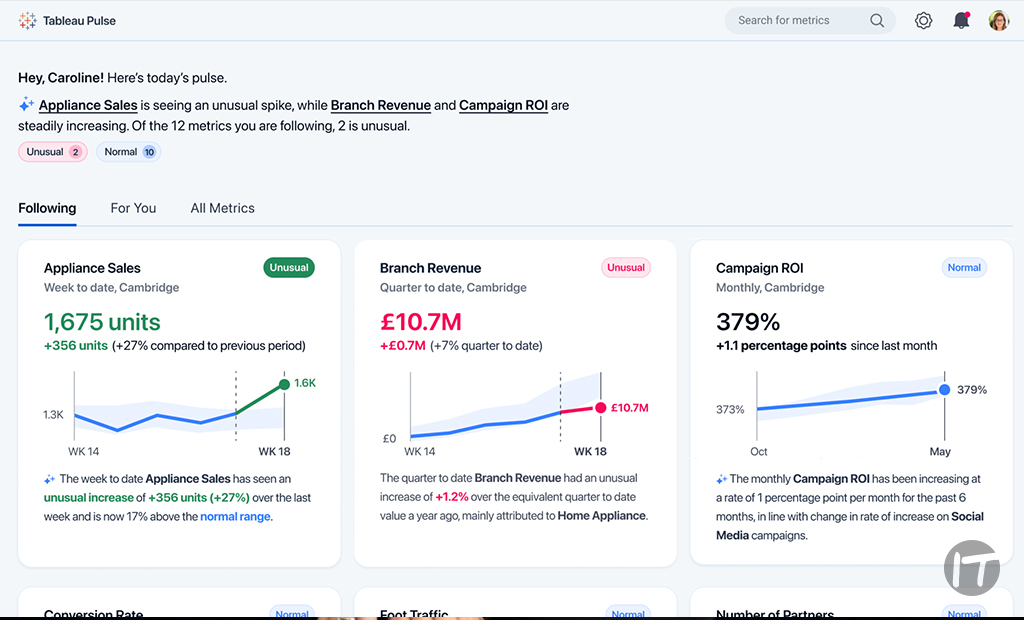 Tableau Pulse
Search for metrics
Hey, Caroline! Here's today's pulse.
Appliance Sales is seeing an unusual spike, while Branch Revenue and Campaign ROI are
steadily increasing. Of the 12 metrics you are following, 2 is unusual.
Unusual 2 Normal 10
Following For You All Metrics
Appliance Sales Unusual
Week to date, Cambridge
1,675 units
+356 units (+27% compared to previous period)
1.6K
1.3K
WK 14 WK 18
The week to date Appliance Sales has seen an
unusual increase of +356 units (+27%) over the last
week and is now 17% above the normal range.
Branch Revenue Unusual
Quarter to date, Cambridge
£10.7M
+£0.7M (+7% quarter to date)
£10.7M
£0
WK 14 WK 18
The quarter to date Branch Revenue had an unusual
increase of +1.2% over the equivalent quarter to date
value a year ago, mainly attributed to Home Appliance.
Campaign ROI Normal
Monthly, Cambridge
379%
+1.1 percentage points since last month
379%
373%
Oct May
The monthly Campaign ROI has been increasing at
a rate of 1 percentage point per month for the past 6
months, in line with change in rate of increase on Social
Media campaigns.
IT
Conversion Rate Normal
Foot Traffic Normal
Number of Partners Normal